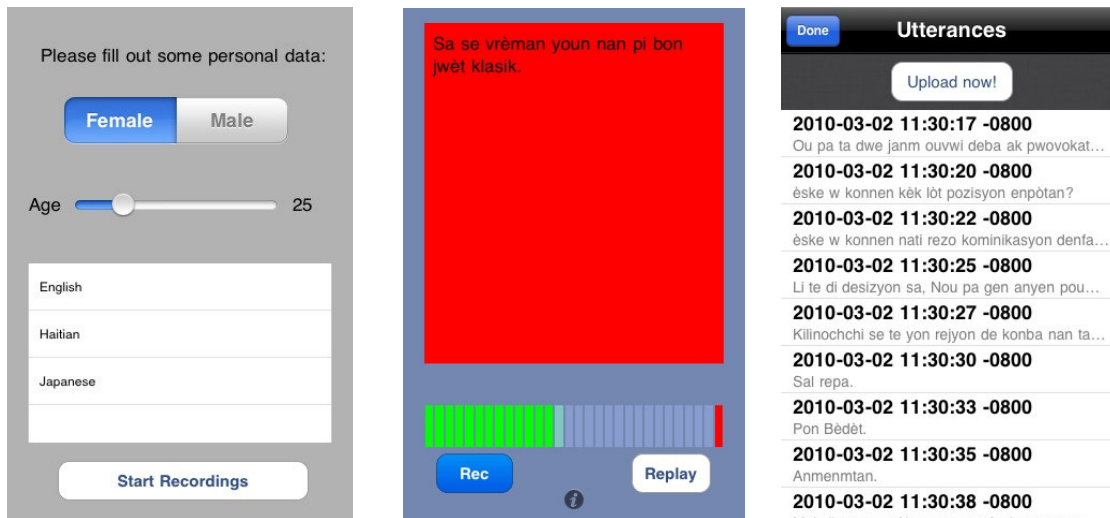 Please fill out some personal data:
Female
Male
Age
25
English
Haitian
Japanese
Start Recordings
Sa se vrèman youn nan pi bon
jwèt klasik.
Rec
Replay
i
Done
Utterances
Upload now!
2010-03-02 11:30:17 -0800
Ou pa ta dwe janm ouvwi deba ak pwovokat...
2010-03-02 11:30:20 -0800
èske w konnen kèk lòt pozisyon enpòtan?
2010-03-02 11:30:22 -0800
èske w konnen nati rezo kominikasyon denfa...
2010-03-02 11:30:25 -0800
Li te di desizyon sa, Nou pa gen anyen pou...
2010-03-02 11:30:27 -0800
Kilinochchi se te yon rejyon de konba nan ta...
2010-03-02 11:30:30 -0800
Sal repa.
2010-03-02 11:30:33 -0800
Pon Bèdèt.
2010-03-02 11:30:35 -0800
Anmenmtan.
2010-03-02 11:30:38 -0800